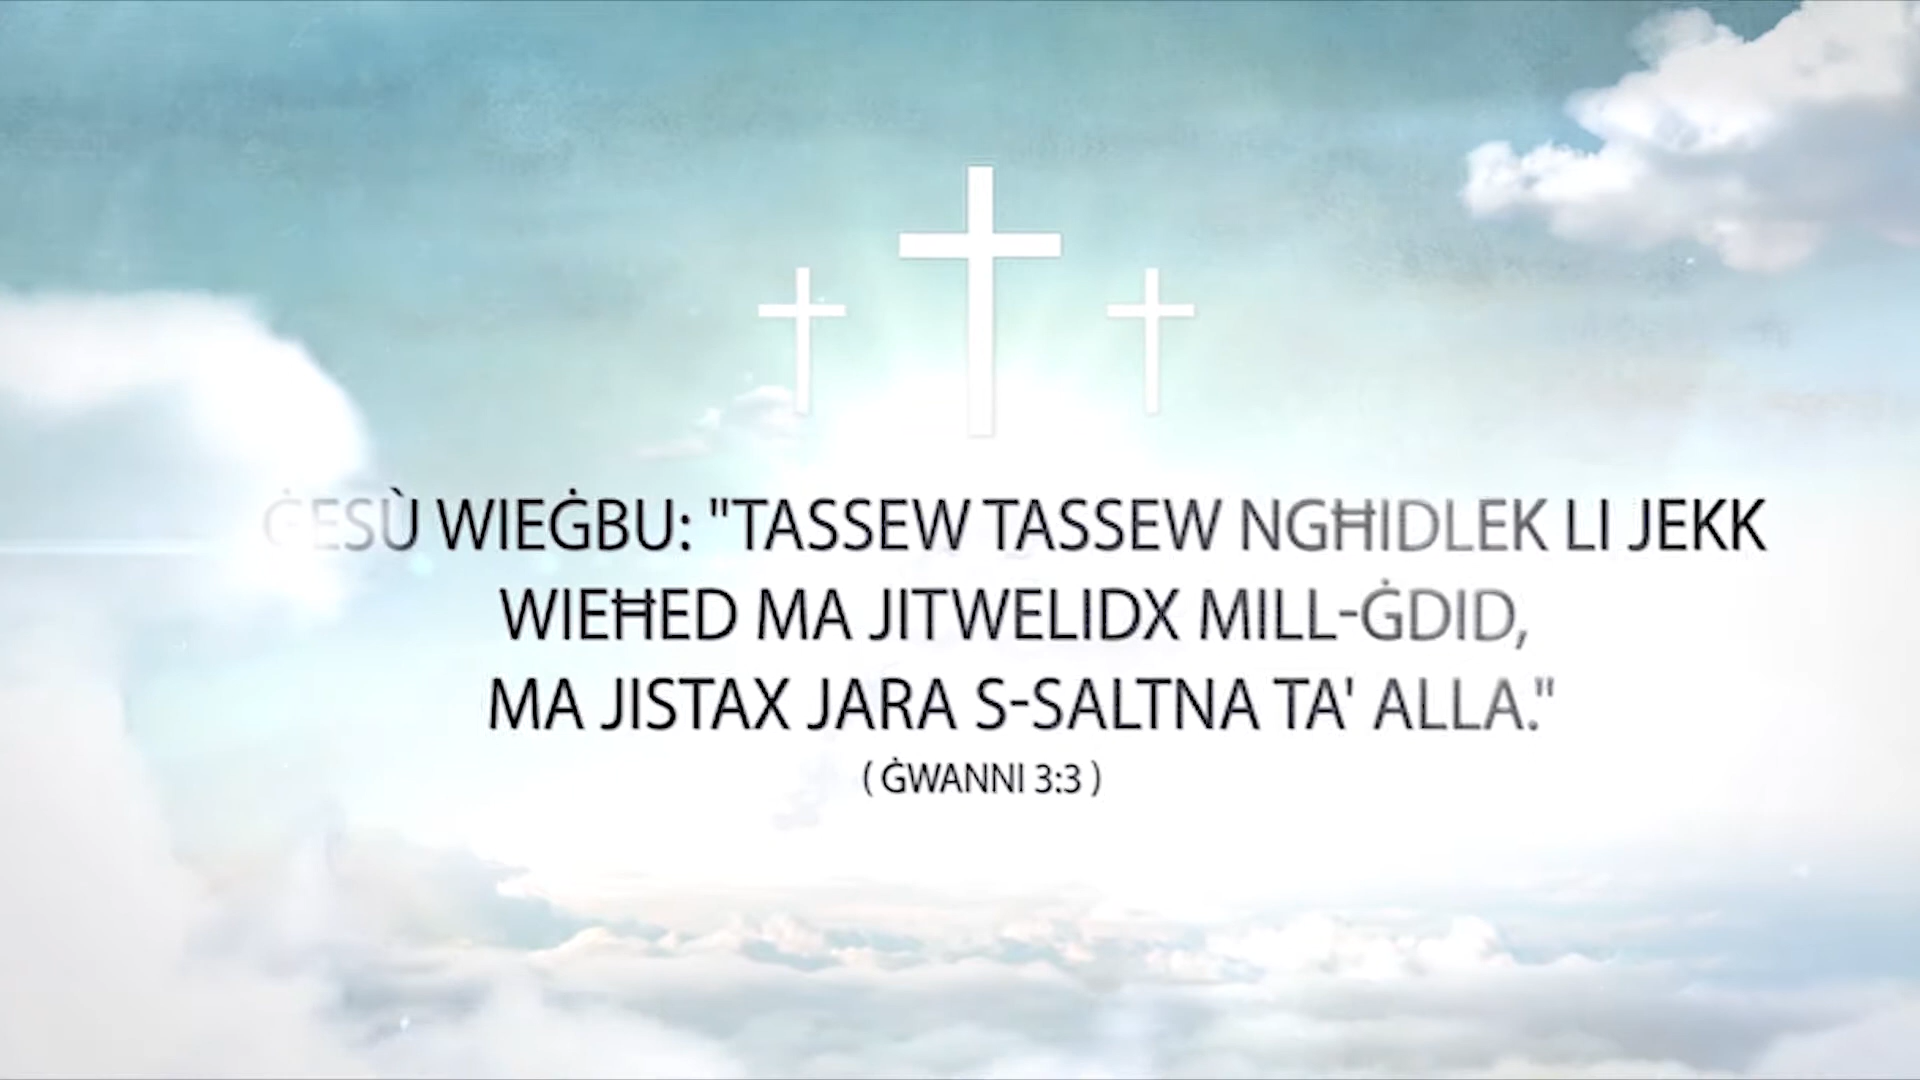 ĠESÙ WIEĠBU: "TASSEW TASSEW NGĦIDLEK LI JEKK
WIEĦED MA JITWELIDX MILL-ĠDID,
MA JISTAX JARA S-SALTNA TA' ALLA."
( ĠWANNI 3:3 )